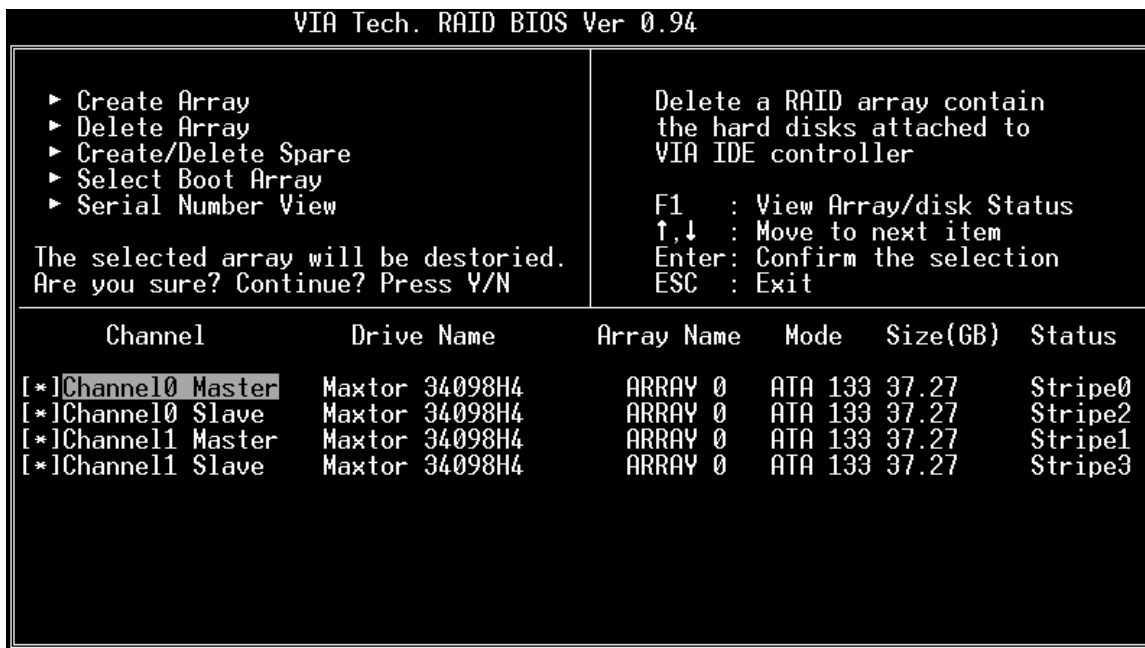 VIA Tech. RAID BIOS Ver 0.94
► Create Array
► Delete Array
► Create/Delete Spare
► Select Boot Array
► Serial Number View
The selected array will be destoried.
Are you sure? Continue? Press Y/N
Delete a RAID array contain
the hard disks attached to
VIA IDE controller
F1 : View Array/disk Status
↑,↓ : Move to next item
Enter: Confirm the selection
ESC : Exit
Channel Drive Name Array Name Mode Size(GB) Status
[*]Channel0 Master Maxtor 34098H4 ARRAY 0 ATA 133 37.27 Stripe0
[*]Channel0 Slave Maxtor 34098H4 ARRAY 0 ATA 133 37.27 Stripe2
[*]Channel1 Master Maxtor 34098H4 ARRAY 0 ATA 133 37.27 Stripe1
[*]Channel1 Slave Maxtor 34098H4 ARRAY 0 ATA 133 37.27 Stripe3